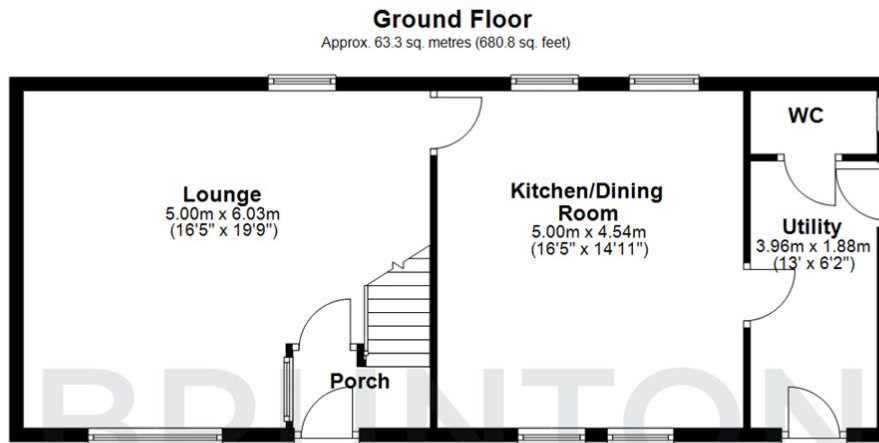 Ground Floor
Approx. 63.3 sq. metres (680.8 sq. feet)
WC
Lounge
5.00m x 6.03m
(16'5" x 19'9")
Kitchen/Dining
Room
5.00m x 4.54m
(16'5" x 14'11")
Utility
3.96m x 1.88m
(13' x 6'2")
Porch
BRUNTON